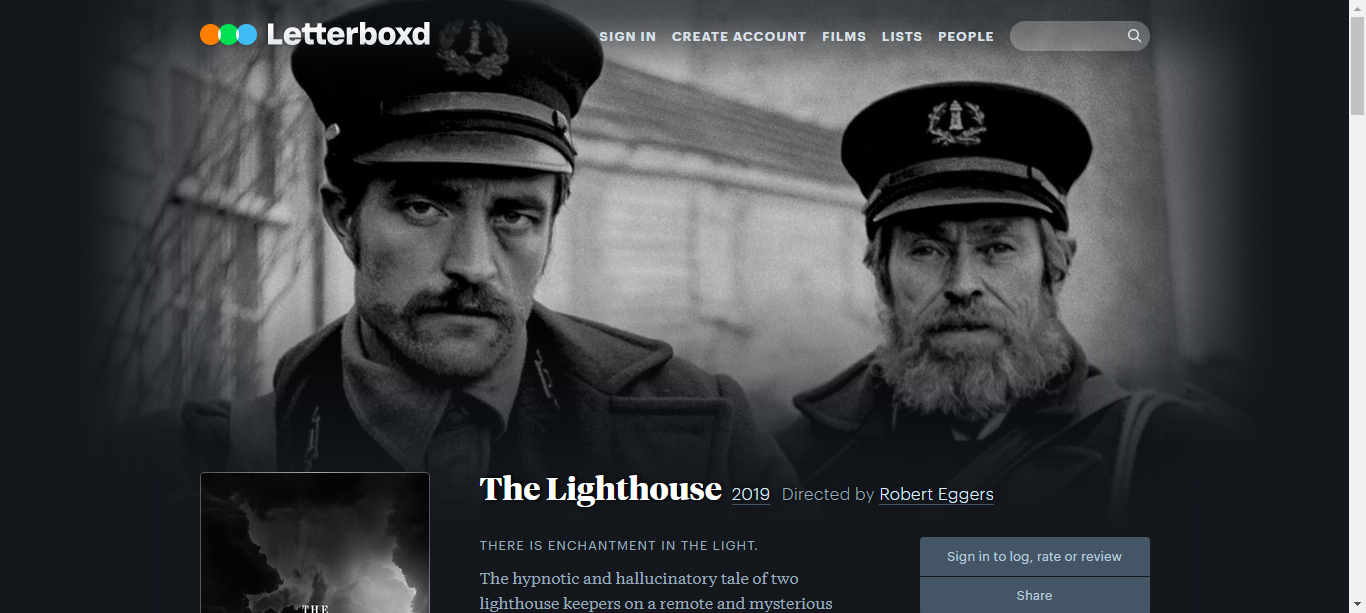 Letterboxd
SIGN IN CREATE ACCOUNT FILMS LISTS PEOPLE
The Lighthouse 2019 Directed by Robert Eggers
THERE IS ENCHANTMENT IN THE LIGHT.
The hypnotic and hallucinatory tale of two
lighthouse keepers on a remote and mysterious
Sign in to log, rate or review
Share
THE